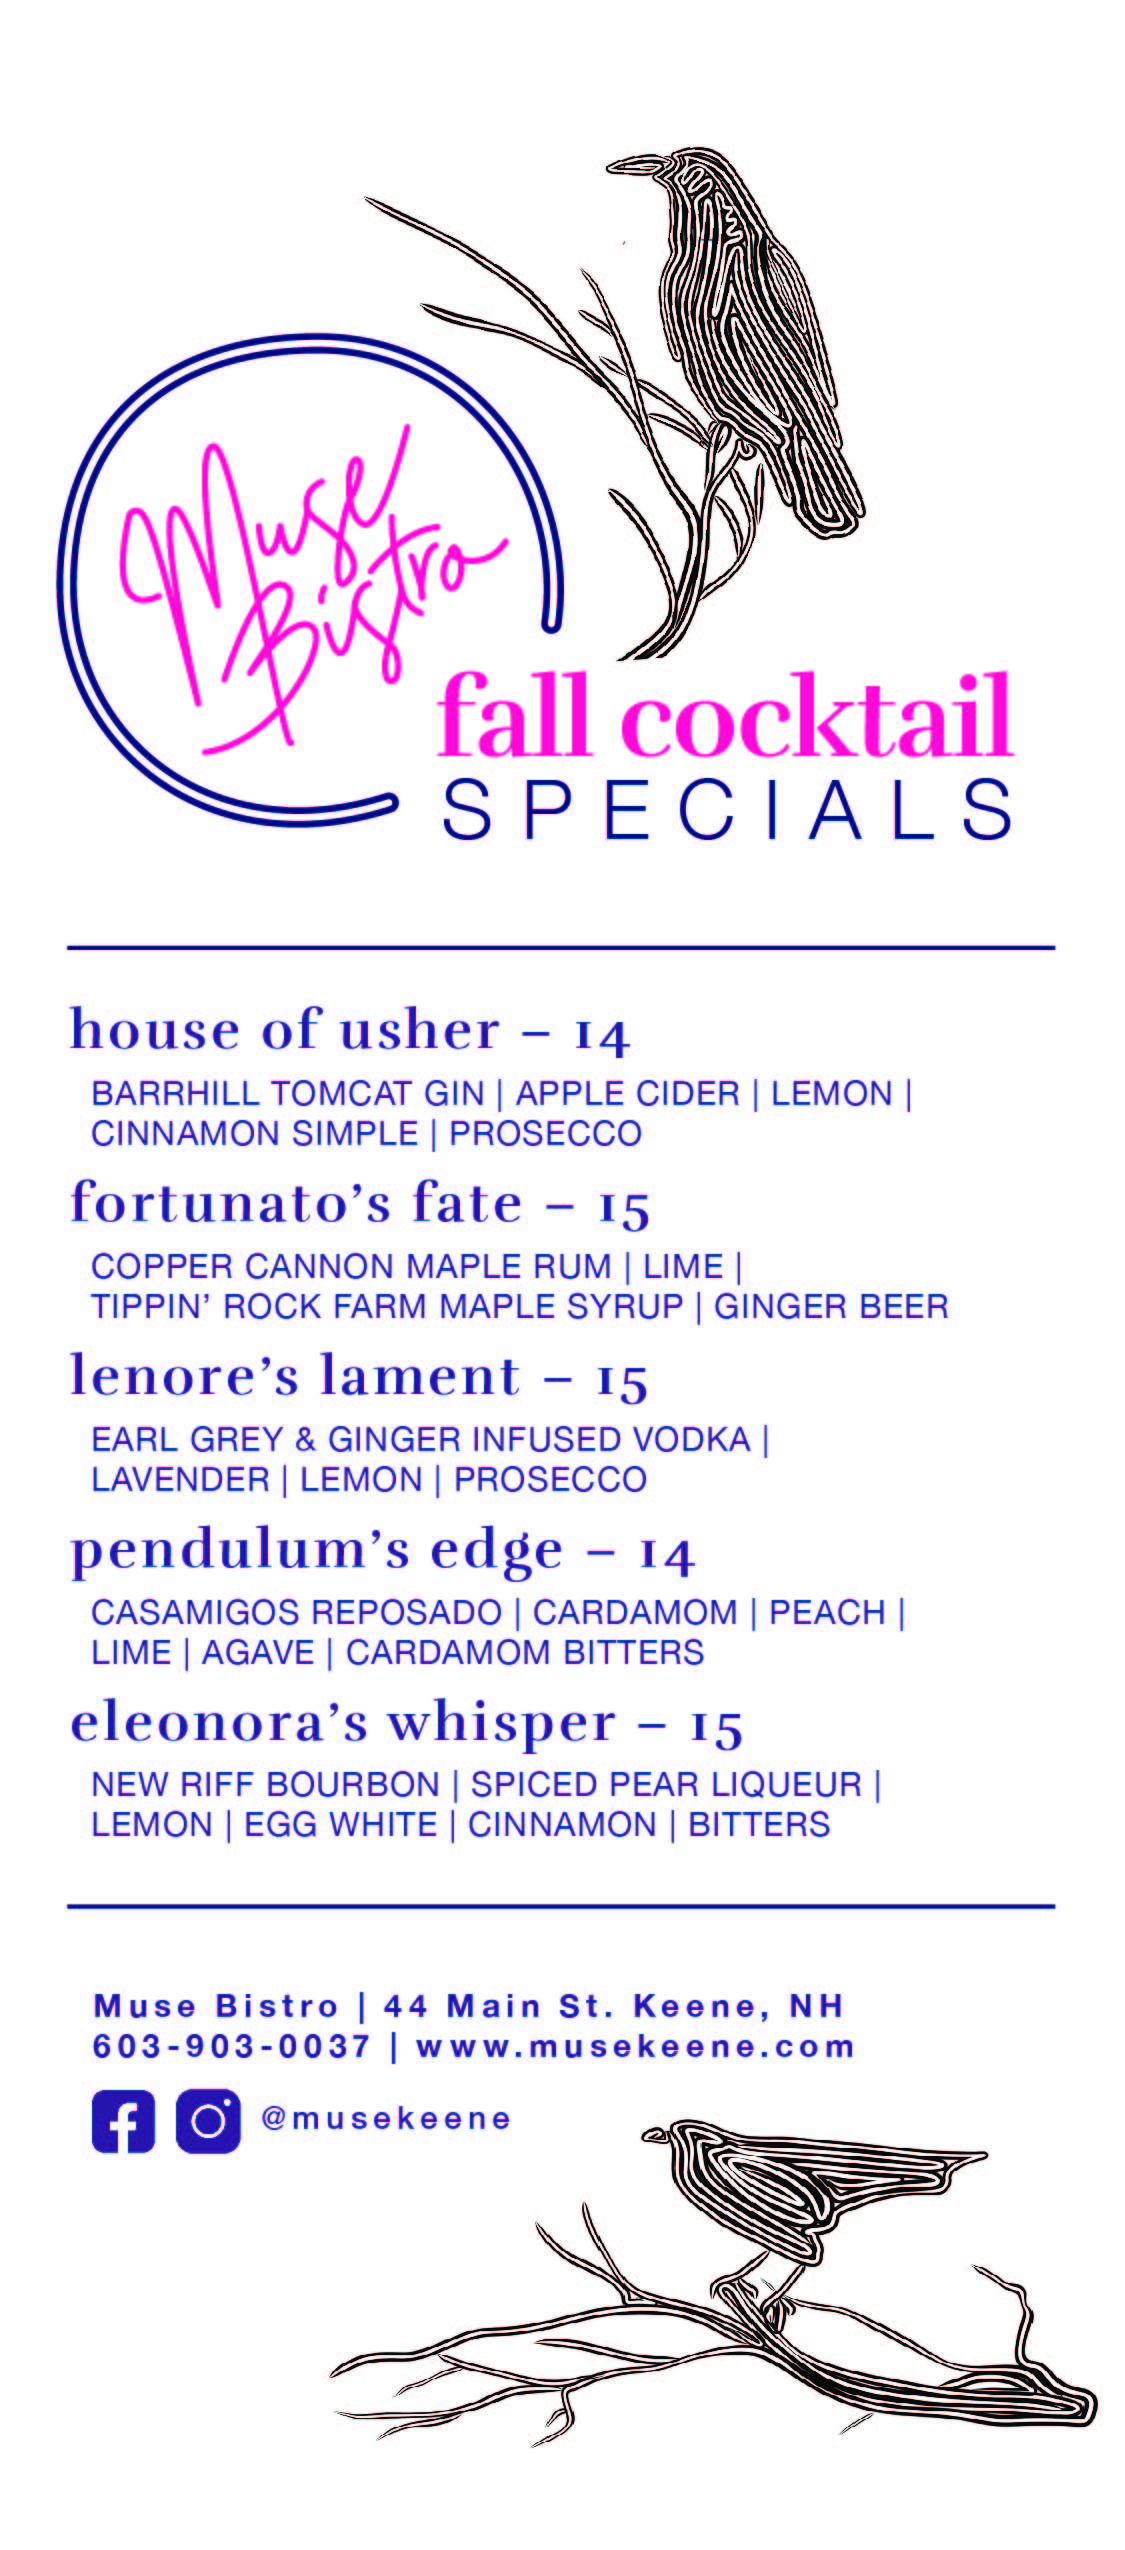 Muse
Bistro
fall cocktail
SPECIALS
house of usher – 14
BARRHILL TOMCAT GIN | APPLE CIDER | LEMON |
CINNAMON SIMPLE | PROSECCO
fortunato’s fate – 15
COPPER CANNON MAPLE RUM | LIME |
TIPPIN’ ROCK FARM MAPLE SYRUP | GINGER BEER
lenore’s lament – 15
EARL GREY & GINGER INFUSED VODKA |
LAVENDER | LEMON | PROSECCO
pendulum’s edge – 14
CASAMIGOS REPOSADO | CARDAMOM | PEACH |
LIME | AGAVE | CARDAMOM BITTERS
eleonora’s whisper – 15
NEW RIFF BOURBON | SPICED PEAR LIQUEUR |
LEMON | EGG WHITE | CINNAMON | BITTERS
Muse Bistro | 44 Main St. Keene, NH
603-903-0037 | www.musekeene.com
@musekeene